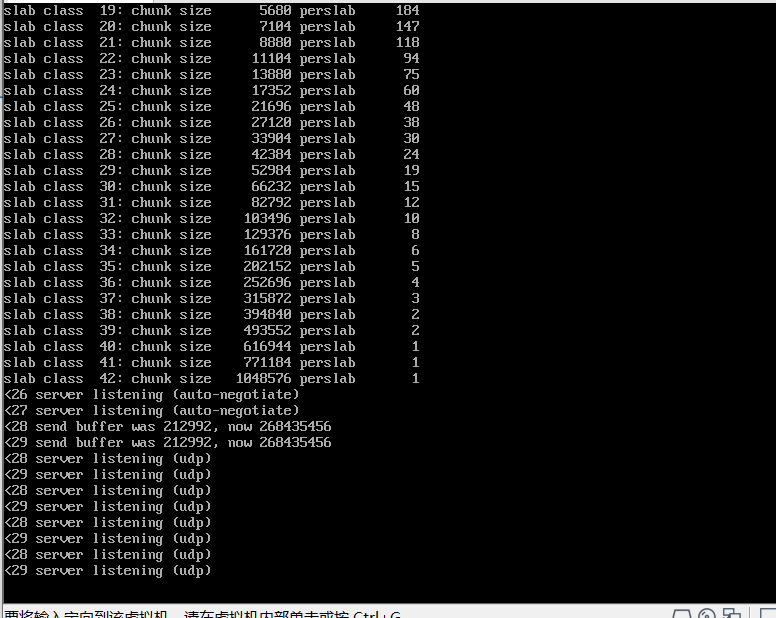 slab class  19: chunk size      5680 perslab     184
slab class  20: chunk size      7104 perslab     147
slab class  21: chunk size      8880 perslab     118
slab class  22: chunk size     11104 perslab      94
slab class  23: chunk size     13880 perslab      75
slab class  24: chunk size     17352 perslab      60
slab class  25: chunk size     21696 perslab      48
slab class  26: chunk size     27120 perslab      38
slab class  27: chunk size     33904 perslab      30
slab class  28: chunk size     42384 perslab      24
slab class  29: chunk size     52984 perslab      19
slab class  30: chunk size     66232 perslab      15
slab class  31: chunk size     82792 perslab      12
slab class  32: chunk size    103496 perslab      10
slab class  33: chunk size    129376 perslab       8
slab class  34: chunk size    161720 perslab       6
slab class  35: chunk size    202152 perslab       5
slab class  36: chunk size    252696 perslab       4
slab class  37: chunk size    315872 perslab       3
slab class  38: chunk size    394840 perslab       2
slab class  39: chunk size    493552 perslab       2
slab class  40: chunk size    616944 perslab       1
slab class  41: chunk size    771184 perslab       1
slab class  42: chunk size   1048576 perslab       1
<26 server listening (auto-negotiate)
<27 server listening (auto-negotiate)
<28 send buffer was 212992, now 268435456
<29 send buffer was 212992, now 268435456
<28 server listening (udp)
<29 server listening (udp)
<28 server listening (udp)
<29 server listening (udp)
<28 server listening (udp)
<29 server listening (udp)
<28 server listening (udp)
<29 server listening (udp)
要将输入定向到该虚拟机，请在虚拟机内部单击或按 Ctrl+G